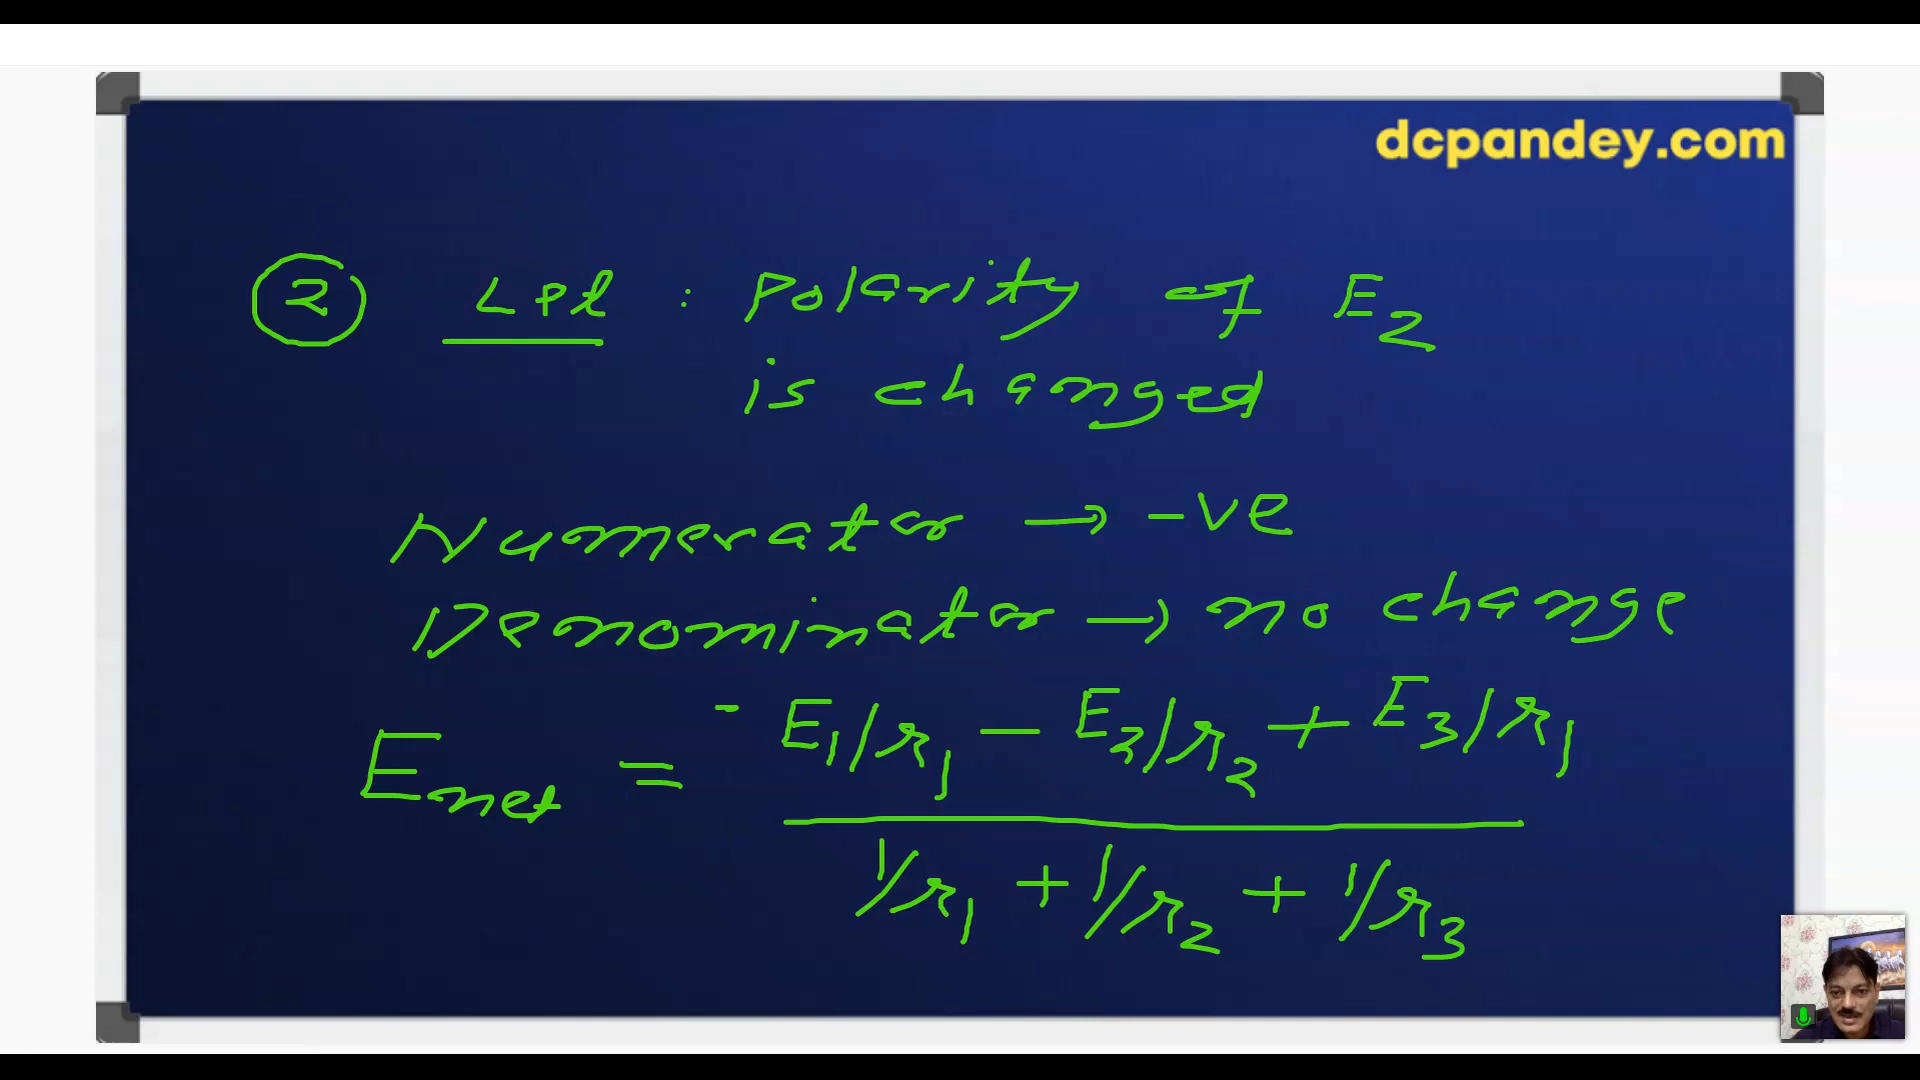 dcpandey.com
② Let : Polarity of E2
is changed
Numerator → -ve
Denominator → no change
Enet = - E1/r1 - E2/r2 + E3/r1
1/r1 + 1/r2 + 1/r3